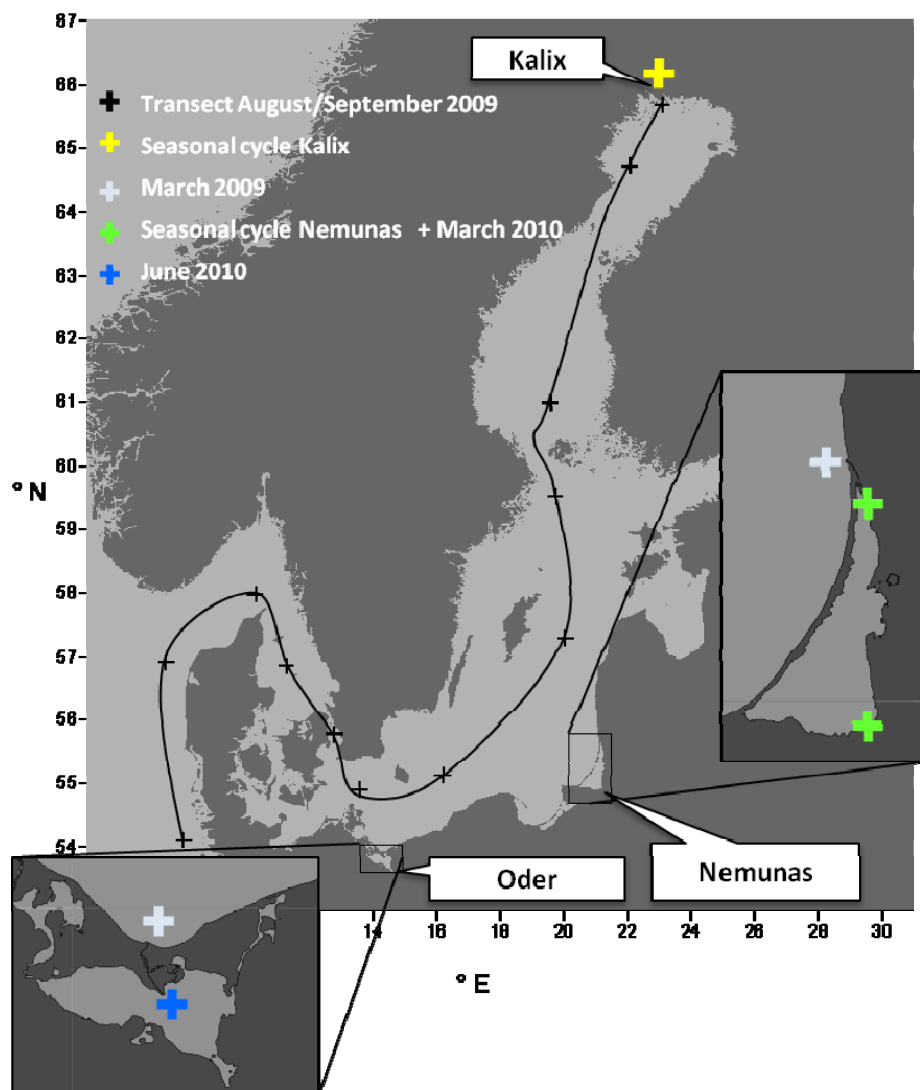 67
66
65
64
63
62
61
60
59
58
57
56
55
54
° N
Kalix
Transect August/September 2009
Seasonal cycle Kalix
March 2009
Seasonal cycle Nemunas + March 2010
June 2010
Oder
Nemunas
14 16 18 20 22 24 26 28 30
° E